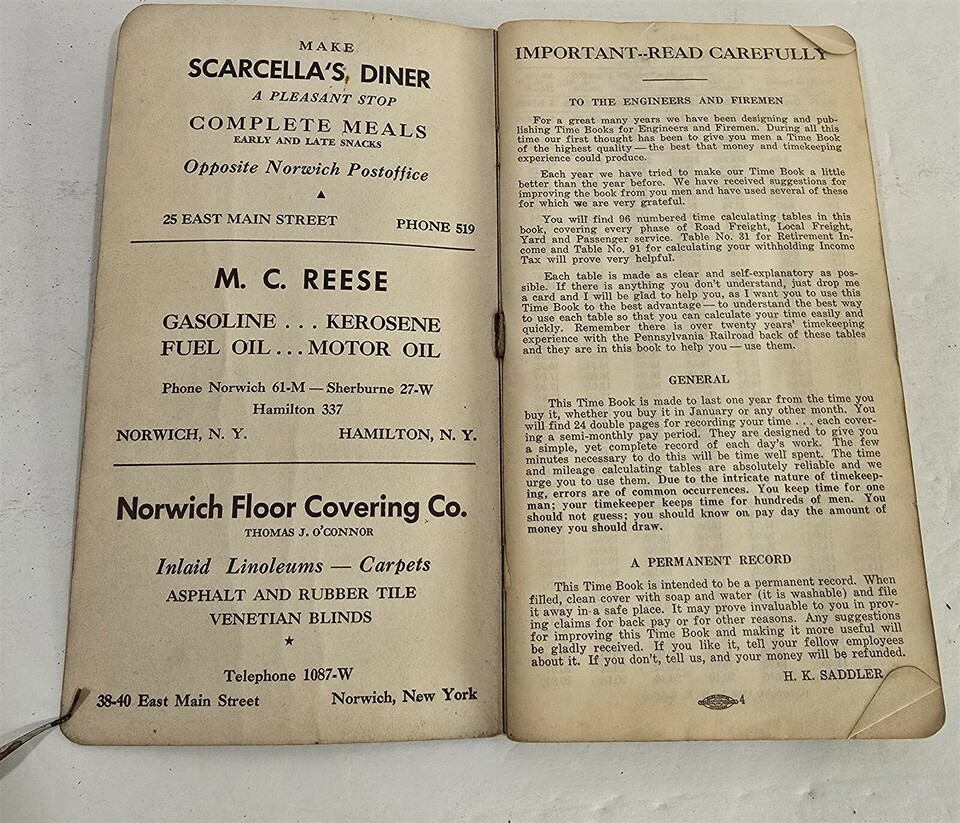 MAKE
SCARCELLA'S DINER
A PLEASANT STOP
COMPLETE MEALS
EARLY AND LATE SNACKS
Opposite Norwich Postoffice
25 EAST MAIN STREET PHONE 519
M. C. REESE
GASOLINE . . . KEROSENE
FUEL OIL . . . MOTOR OIL
Phone Norwich 61-M — Sherburne 27-W
Hamilton 337
NORWICH, N. Y. HAMILTON, N. Y.
Norwich Floor Covering Co.
THOMAS J. O'CONNOR
Inlaid Linoleums — Carpets
ASPHALT AND RUBBER TILE
VENETIAN BLINDS
★
Telephone 1087-W
38-40 East Main Street Norwich, New York
IMPORTANT--READ CAREFULLY
TO THE ENGINEERS AND FIREMEN
For a great many years we have been designing and pub-
lishing Time Books for Engineers and Firemen. During all this
time our first thought has been to give you men a Time Book
of the highest quality — the best that money and timekeeping
experience could produce.
Each year we have tried to make our Time Book a little
better than the year before. We have received suggestions for
improving the book from you men and have used several of these
for which we are very grateful.
You will find 96 numbered time calculating tables in this
book, covering every phase of Road Freight, Local Freight,
Yard and Passenger service. Table No. 31 for Retirement In-
come and Table No. 91 for calculating your withholding Income
Tax will prove very helpful.
Each table is made as clear and self-explanatory as pos-
sible. If there is anything you don't understand, just drop me
a card and I will be glad to help you, as I want you to use this
Time Book to the best advantage — to understand the best way
to use each table so that you can calculate your time easily and
quickly. Remember there is over twenty years' timekeeping
experience with the Pennsylvania Railroad back of these tables
and they are in this book to help you — use them.
GENERAL
This Time Book is made to last one year from the time you
buy it, whether you buy it in January or any other month. You
will find 24 double pages for recording your time . . . each cover-
ing a semi-monthly pay period. They are designed to give you
a simple, yet complete record of each day's work. The few
minutes necessary to do this will be time well spent. The time
and mileage calculating tables are absolutely reliable and we
urge you to use them. Due to the intricate nature of timekeep-
ing, errors are of common occurrences. You keep time for one
man; your timekeeper keeps time for hundreds of men. You
should not guess; you should know on pay day the amount of
money you should draw.
A PERMANENT RECORD
This Time Book is intended to be a permanent record. When
filled, clean cover with soap and water (it is washable) and file
it away in a safe place. It may prove invaluable to you in prov-
ing claims for back pay or for other reasons. Any suggestions
for improving this Time Book and making it more useful will
be gladly received. If you like it, tell your fellow employees
about it. If you don't, tell us, and your money will be refunded.
H. K. SADDLER
4